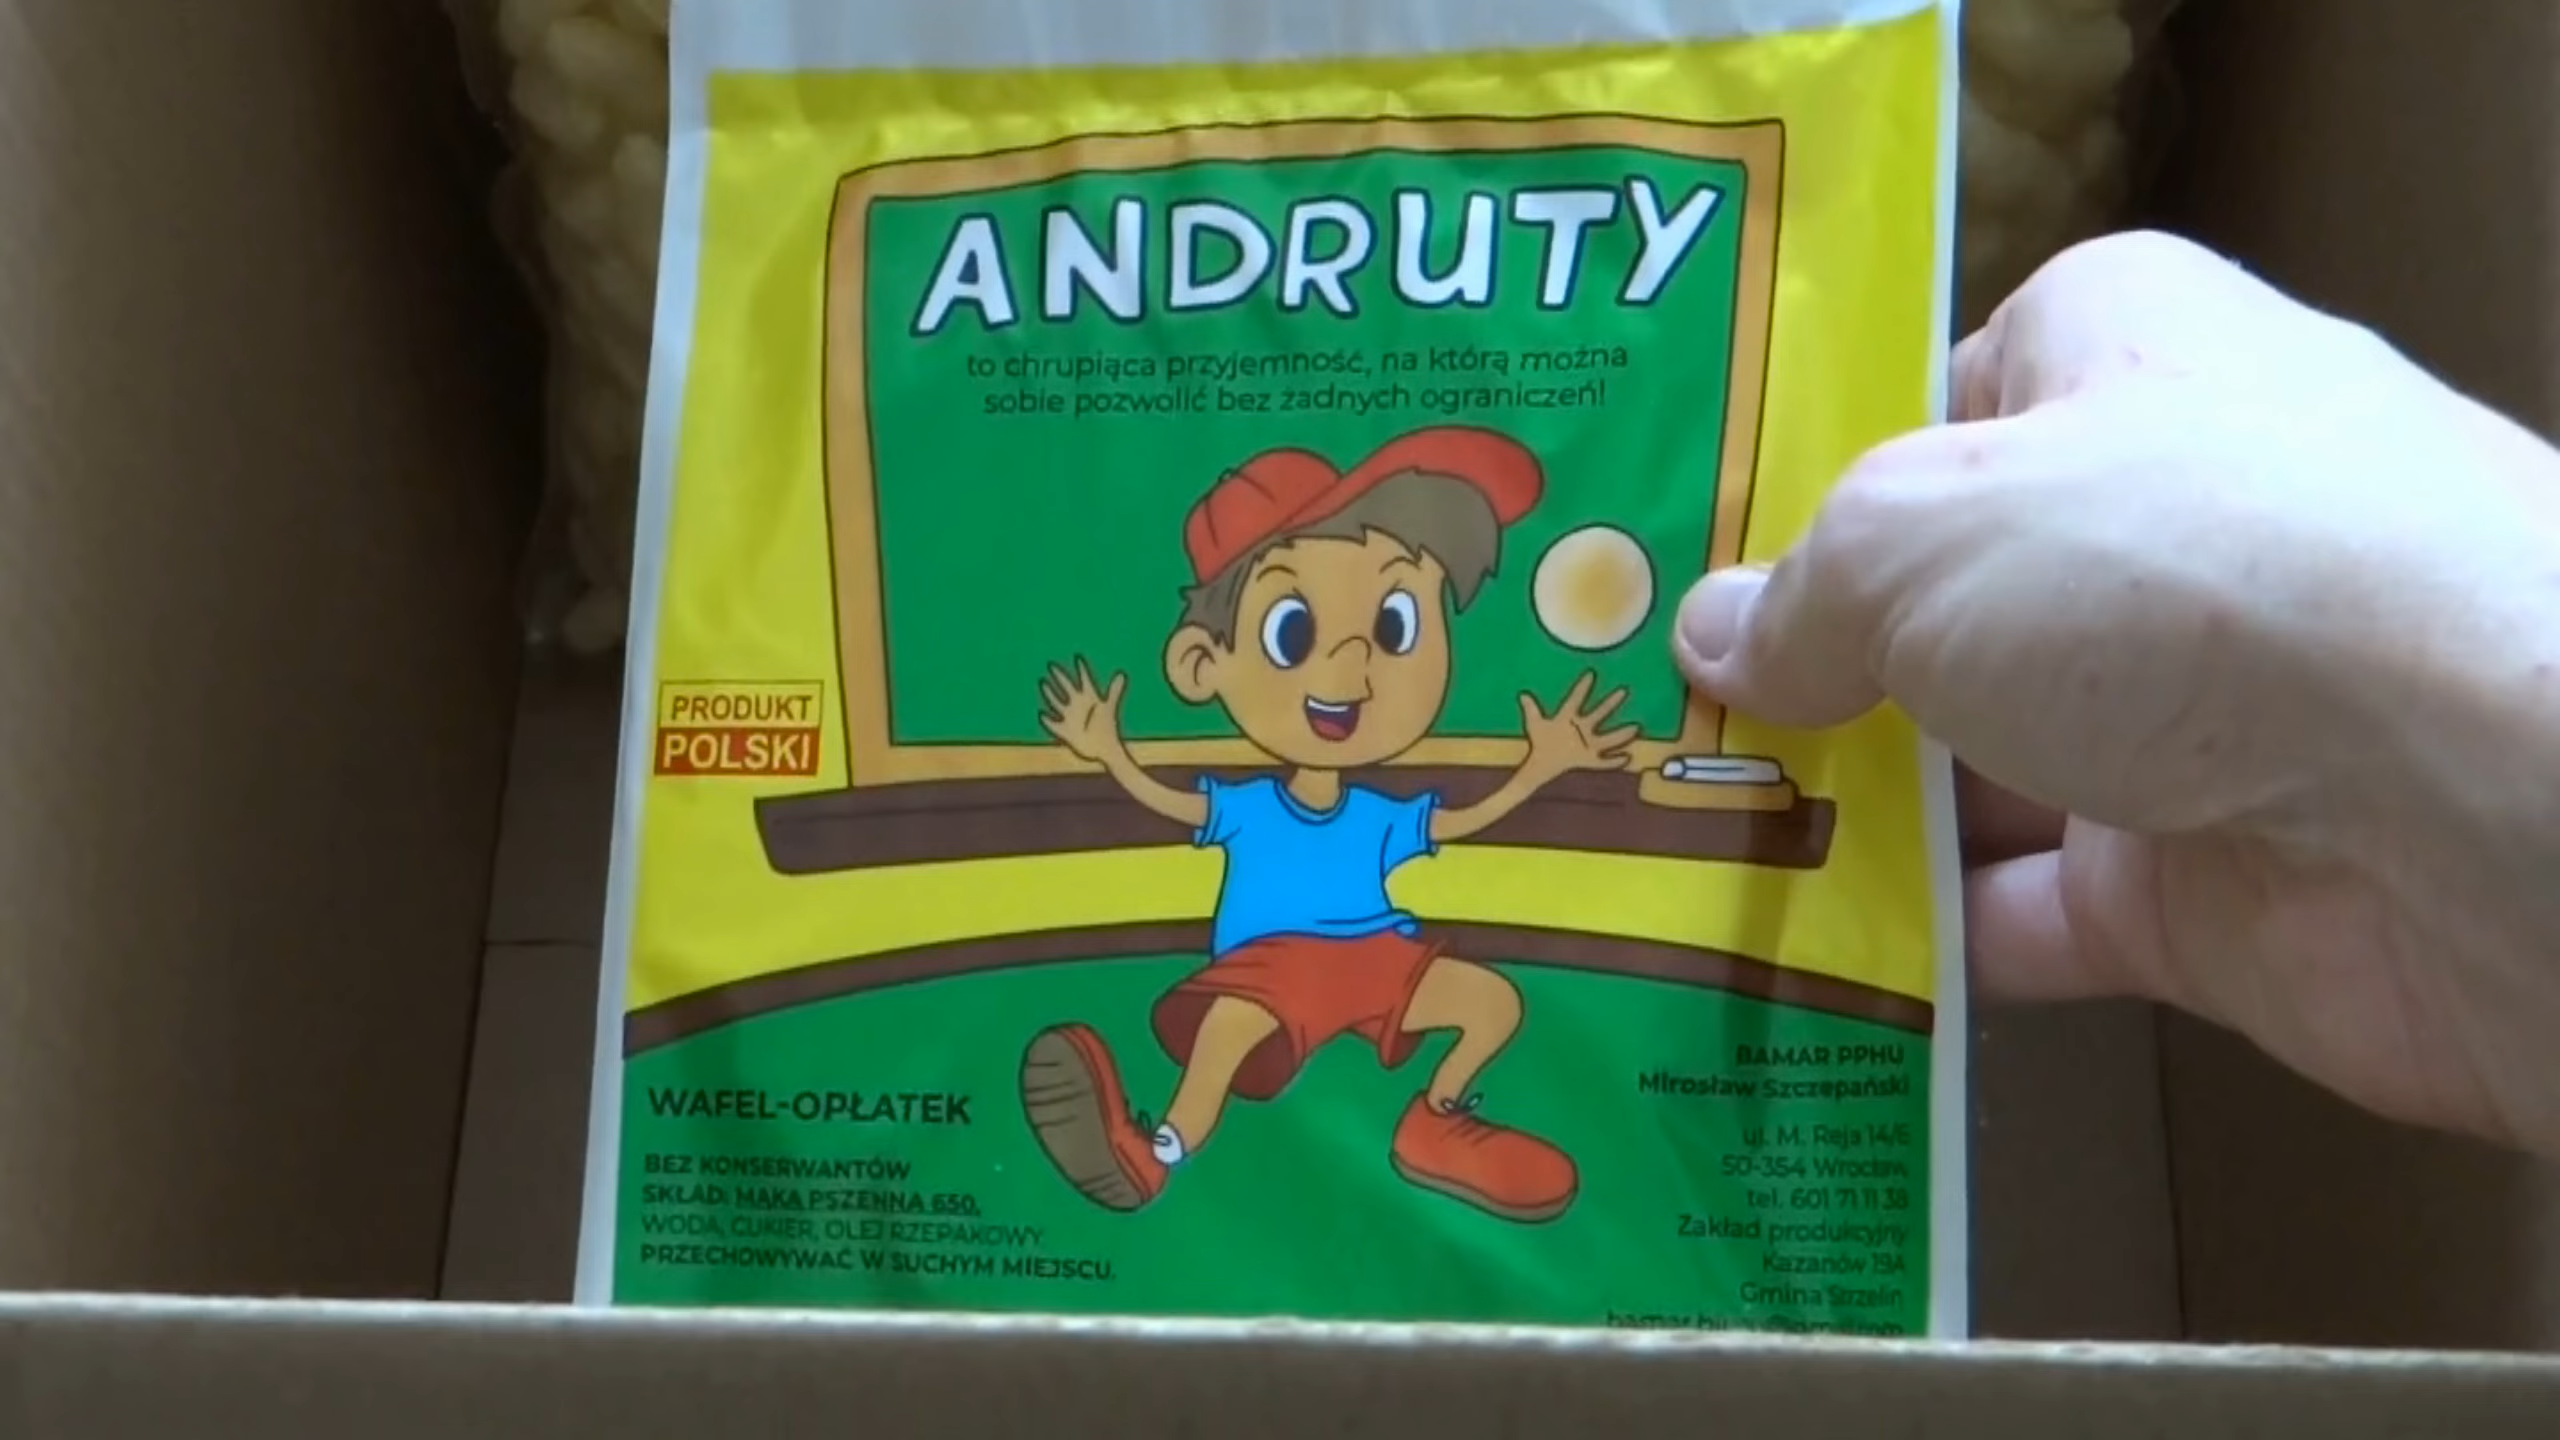 ANDRUTY
to chrupiąca przyjemność, na którą można
sobie pozwolić bez żadnych ograniczeń!
PRODUKT
POLSKI
WAFEL-OPŁATEK
BEZ KONSERWANTÓW
SKŁAD: MĄKA PSZENNA 650,
WODA, CUKIER, OLEJ RZEPAKOWY
PRZECHOWYWAĆ W SUCHYM MIEJSCU.
BAMAR PPHU
Mirosław Szczepański
ul. M. Reja 14/6
50-354 Wrocław
tel. 601 71 11 38
Zakład produkcyjny
Kazanów 19A
Gmina Strzelin